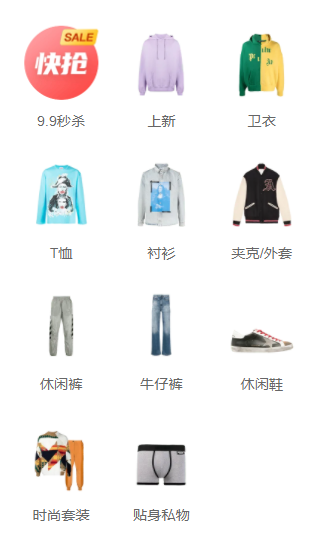 SALE
快抢
9.9秒杀
上新
卫衣
T恤
衬衫
夹克/外套
休闲裤
牛仔裤
休闲鞋
时尚套装
贴身私物